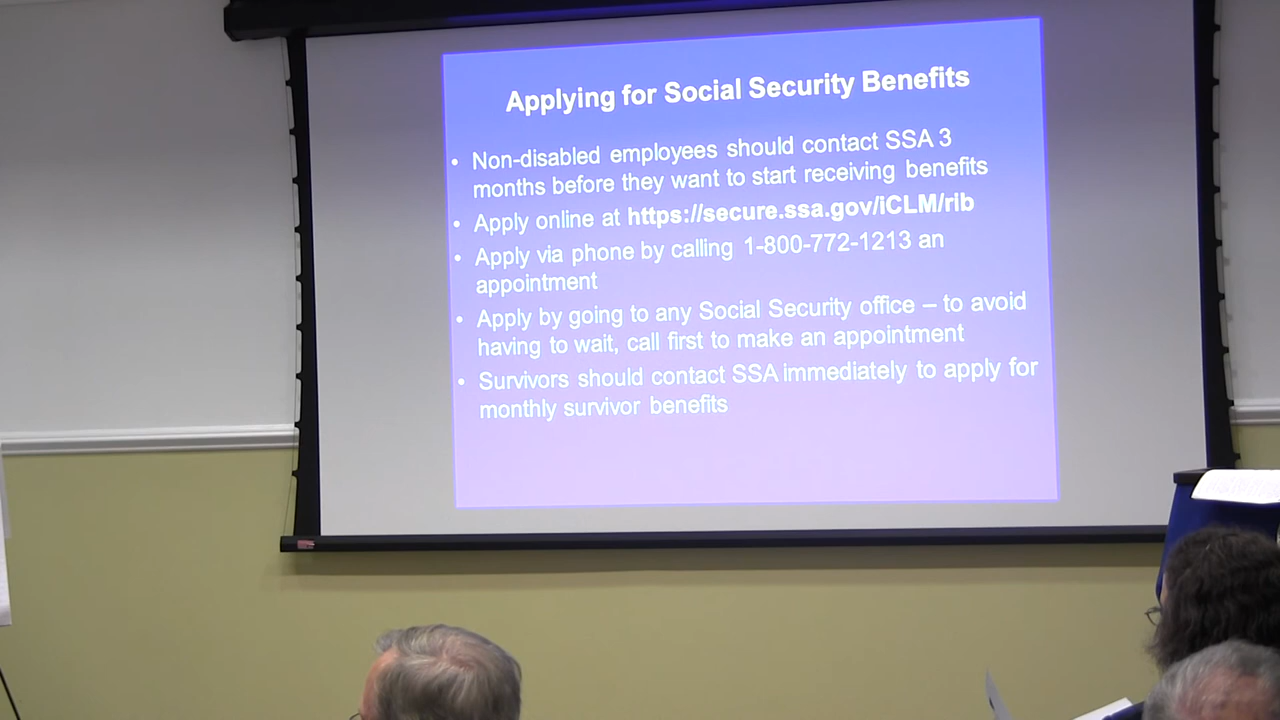 Applying for Social Security Benefits
• Non-disabled employees should contact SSA 3
months before they want to start receiving benefits
• Apply online at https://secure.ssa.gov/iCLM/rib
• Apply via phone by calling 1-800-772-1213 an
appointment
• Apply by going to any Social Security office – to avoid
having to wait, call first to make an appointment
• Survivors should contact SSA immediately to apply for
monthly survivor benefits